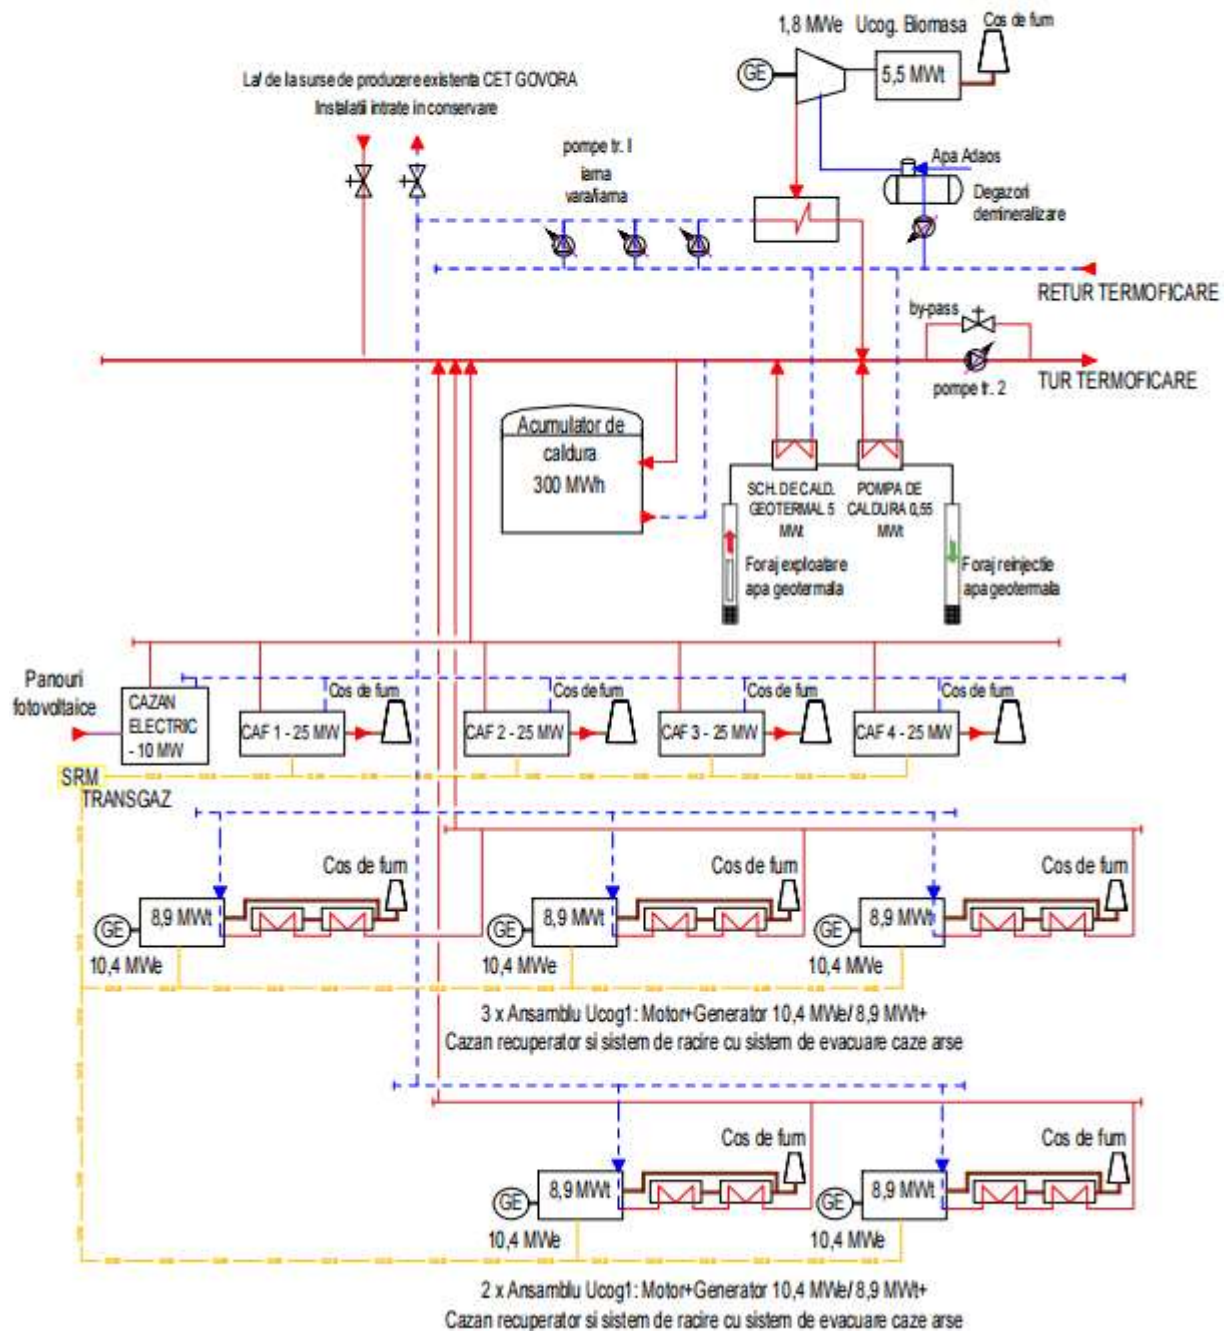 1,8 MWe Ucog. Biomasa
Cos de fum
GE
5,5 MWt
La/ de la surse de producere existenta CET GOVORA
Instalatii intrate in conservare
pompe tr. I
iarna
vara/iarna
Apa Adaos
Degazori
demineralizare
RETUR TERMOFICARE
by-pass
pompe tr. 2
TUR TERMOFICARE
Acumulator de
caldura
300 MWh
SCH. DE CALD.
GEOTERMAL 5
MWt
POMPA DE
CALDURA 0,55
MWt
Foraj exploatare
apa geotermala
Foraj reinjectie
apa geotermala
Panouri
fotovoltaice
CAZAN
ELECTRIC
- 10 MW
Cos de fum
CAF 1 - 25 MW
Cos de fum
CAF 2 - 25 MW
Cos de fum
CAF 3 - 25 MW
Cos de fum
CAF 4 - 25 MW
SRM
TRANSGAZ
Cos de fum
GE
8,9 MWt
10,4 MWe
Cos de fum
GE
8,9 MWt
10,4 MWe
Cos de fum
GE
8,9 MWt
10,4 MWe
3 x Ansamblu Ucog1: Motor+Generator 10,4 MWe/ 8,9 MWt+
Cazan recuperator si sistem de racire cu sistem de evacuare caze arse
Cos de fum
GE
8,9 MWt
10,4 MWe
Cos de fum
GE
8,9 MWt
10,4 MWe
2 x Ansamblu Ucog1: Motor+Generator 10,4 MWe/ 8,9 MWt+
Cazan recuperator si sistem de racire cu sistem de evacuare caze arse